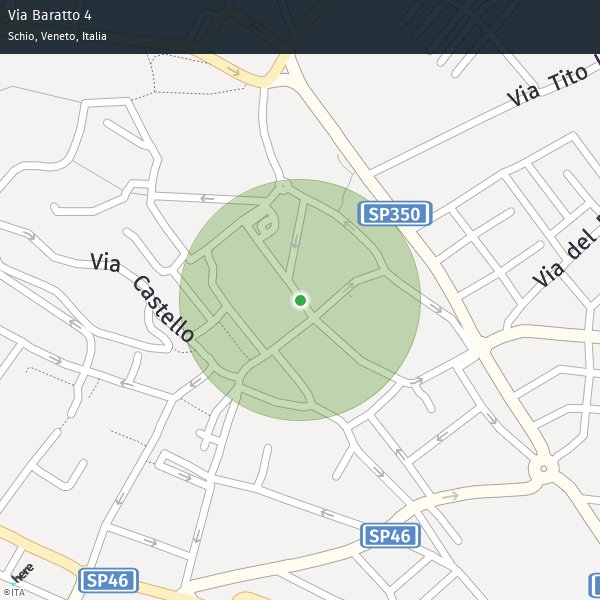 Via Baratto 4
Schio, Veneto, Italia
Via Tito
SP350
Via del
Via Castello
SP46
SP46
here
©ITA